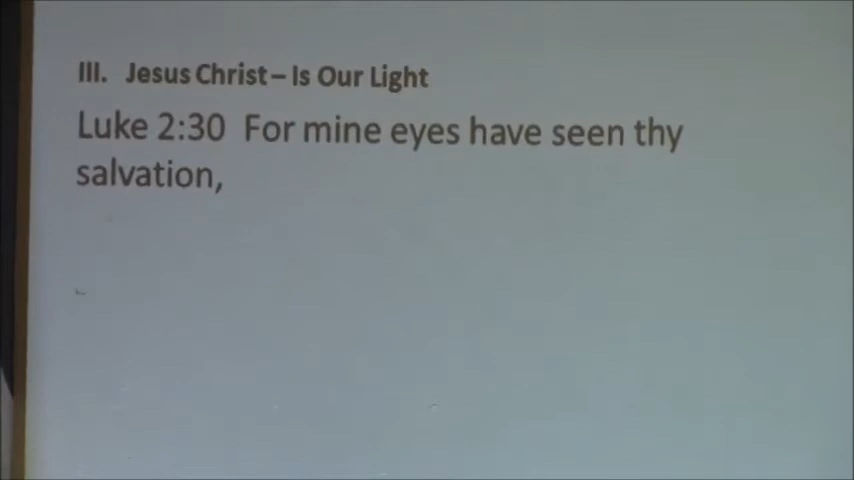 III. Jesus Christ – Is Our Light
Luke 2:30 For mine eyes have seen thy
salvation,